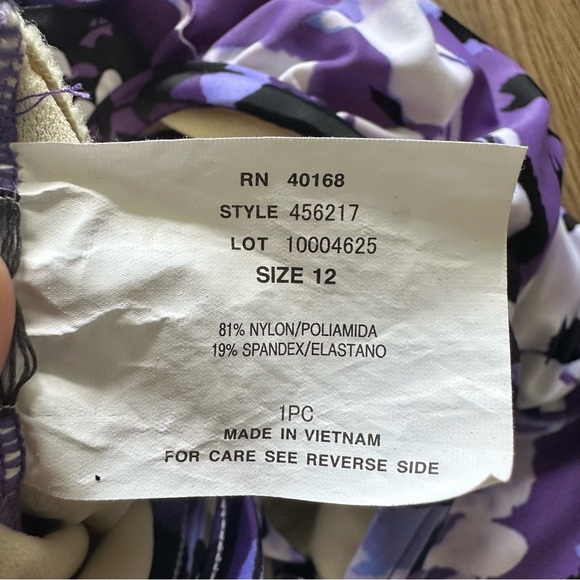 RN 40168
STYLE 456217
LOT 10004625
SIZE 12
81% NYLON/POLIAMIDA
19% SPANDEX/ELASTANO
1PC
MADE IN VIETNAM
FOR CARE SEE REVERSE SIDE